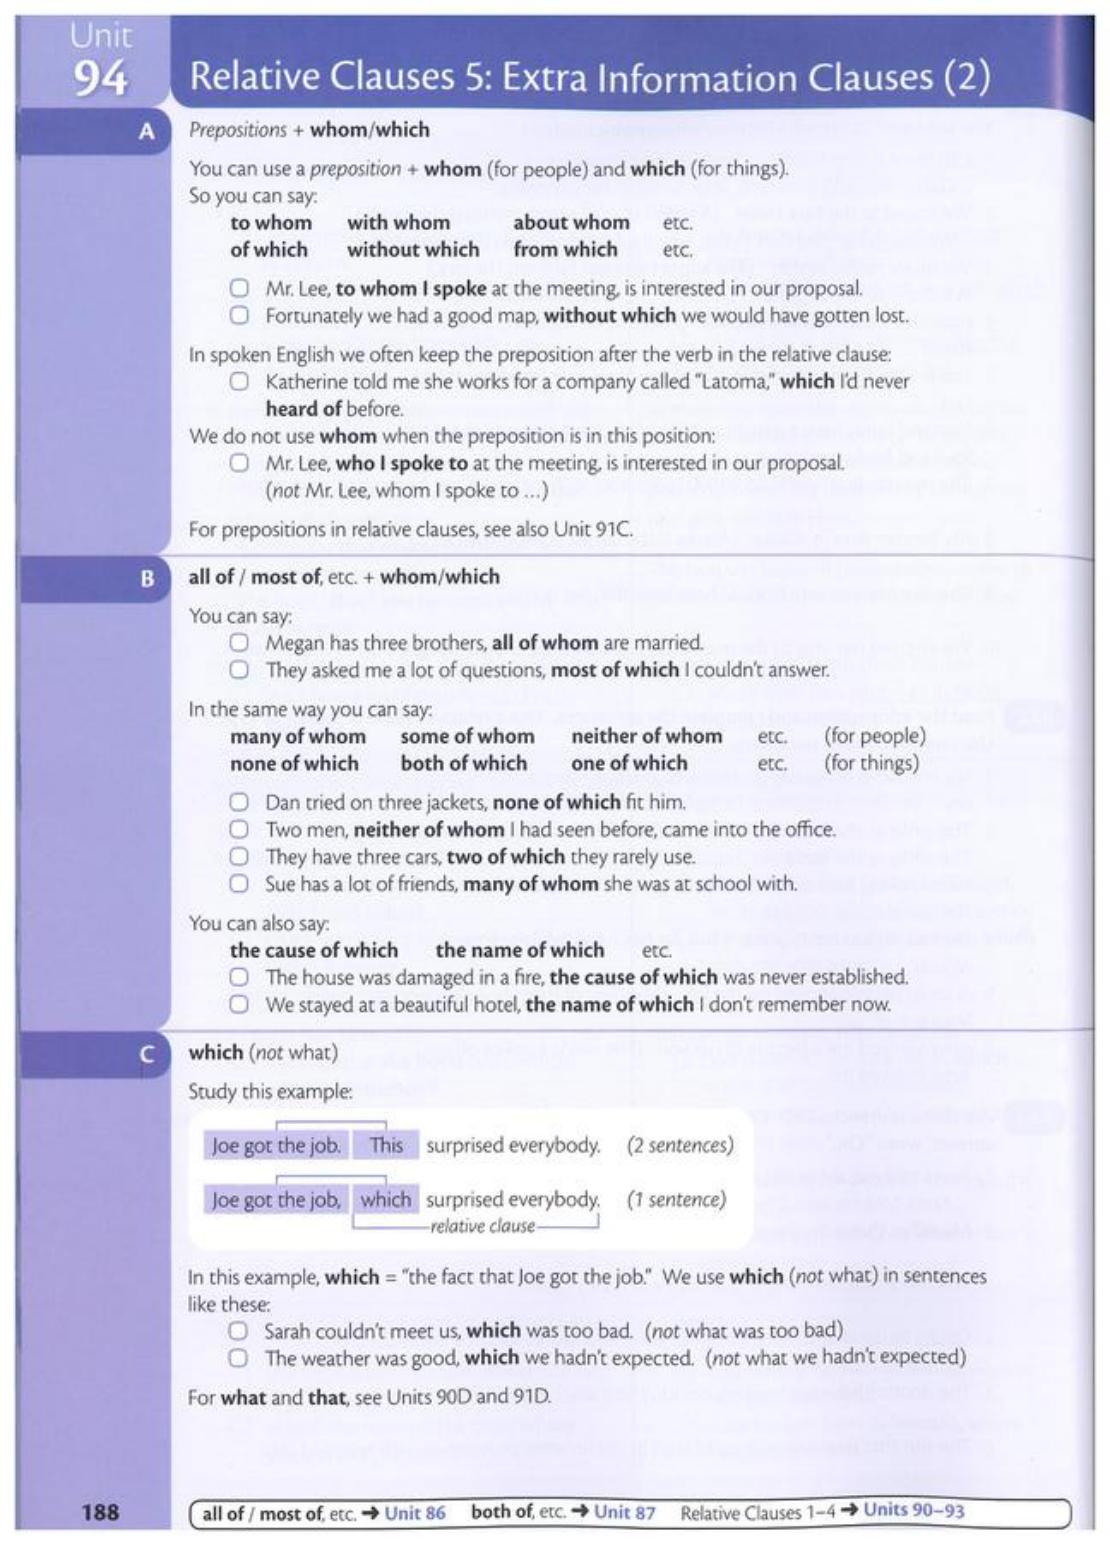 Unit
94
Relative Clauses 5: Extra Information Clauses (2)
A
Prepositions + whom/which
You can use a preposition + whom (for people) and which (for things).
So you can say:
to whom with whom about whom etc.
of which without which from which etc.
Mr. Lee, to whom I spoke at the meeting, is interested in our proposal.
Fortunately we had a good map, without which we would have gotten lost.
In spoken English we often keep the preposition after the verb in the relative clause:
Katherine told me she works for a company called “Latoma,” which I'd never
heard of before.
We do not use whom when the preposition is in this position:
Mr. Lee, who I spoke to at the meeting, is interested in our proposal.
(not Mr. Lee, whom I spoke to ...)
For prepositions in relative clauses, see also Unit 91C.
B
all of / most of, etc. + whom/which
You can say:
Megan has three brothers, all of whom are married.
They asked me a lot of questions, most of which I couldn't answer.
In the same way you can say:
many of whom some of whom neither of whom etc. (for people)
none of which both of which one of which etc. (for things)
Dan tried on three jackets, none of which fit him.
Two men, neither of whom I had seen before, came into the office.
They have three cars, two of which they rarely use.
Sue has a lot of friends, many of whom she was at school with.
You can also say:
the cause of which the name of which etc.
The house was damaged in a fire, the cause of which was never established.
We stayed at a beautiful hotel, the name of which I don't remember now.
C
which (not what)
Study this example:
Joe got the job. This surprised everybody. (2 sentences)
Joe got the job, which surprised everybody. (1 sentence)
relative clause
In this example, which = “the fact that Joe got the job.” We use which (not what) in sentences
like these:
Sarah couldn't meet us, which was too bad. (not what was too bad)
The weather was good, which we hadn't expected. (not what we hadn't expected)
For what and that, see Units 90D and 91D.
188
all of / most of, etc. ➔ Unit 86 both of, etc. ➔ Unit 87 Relative Clauses 1–4 ➔ Units 90–93